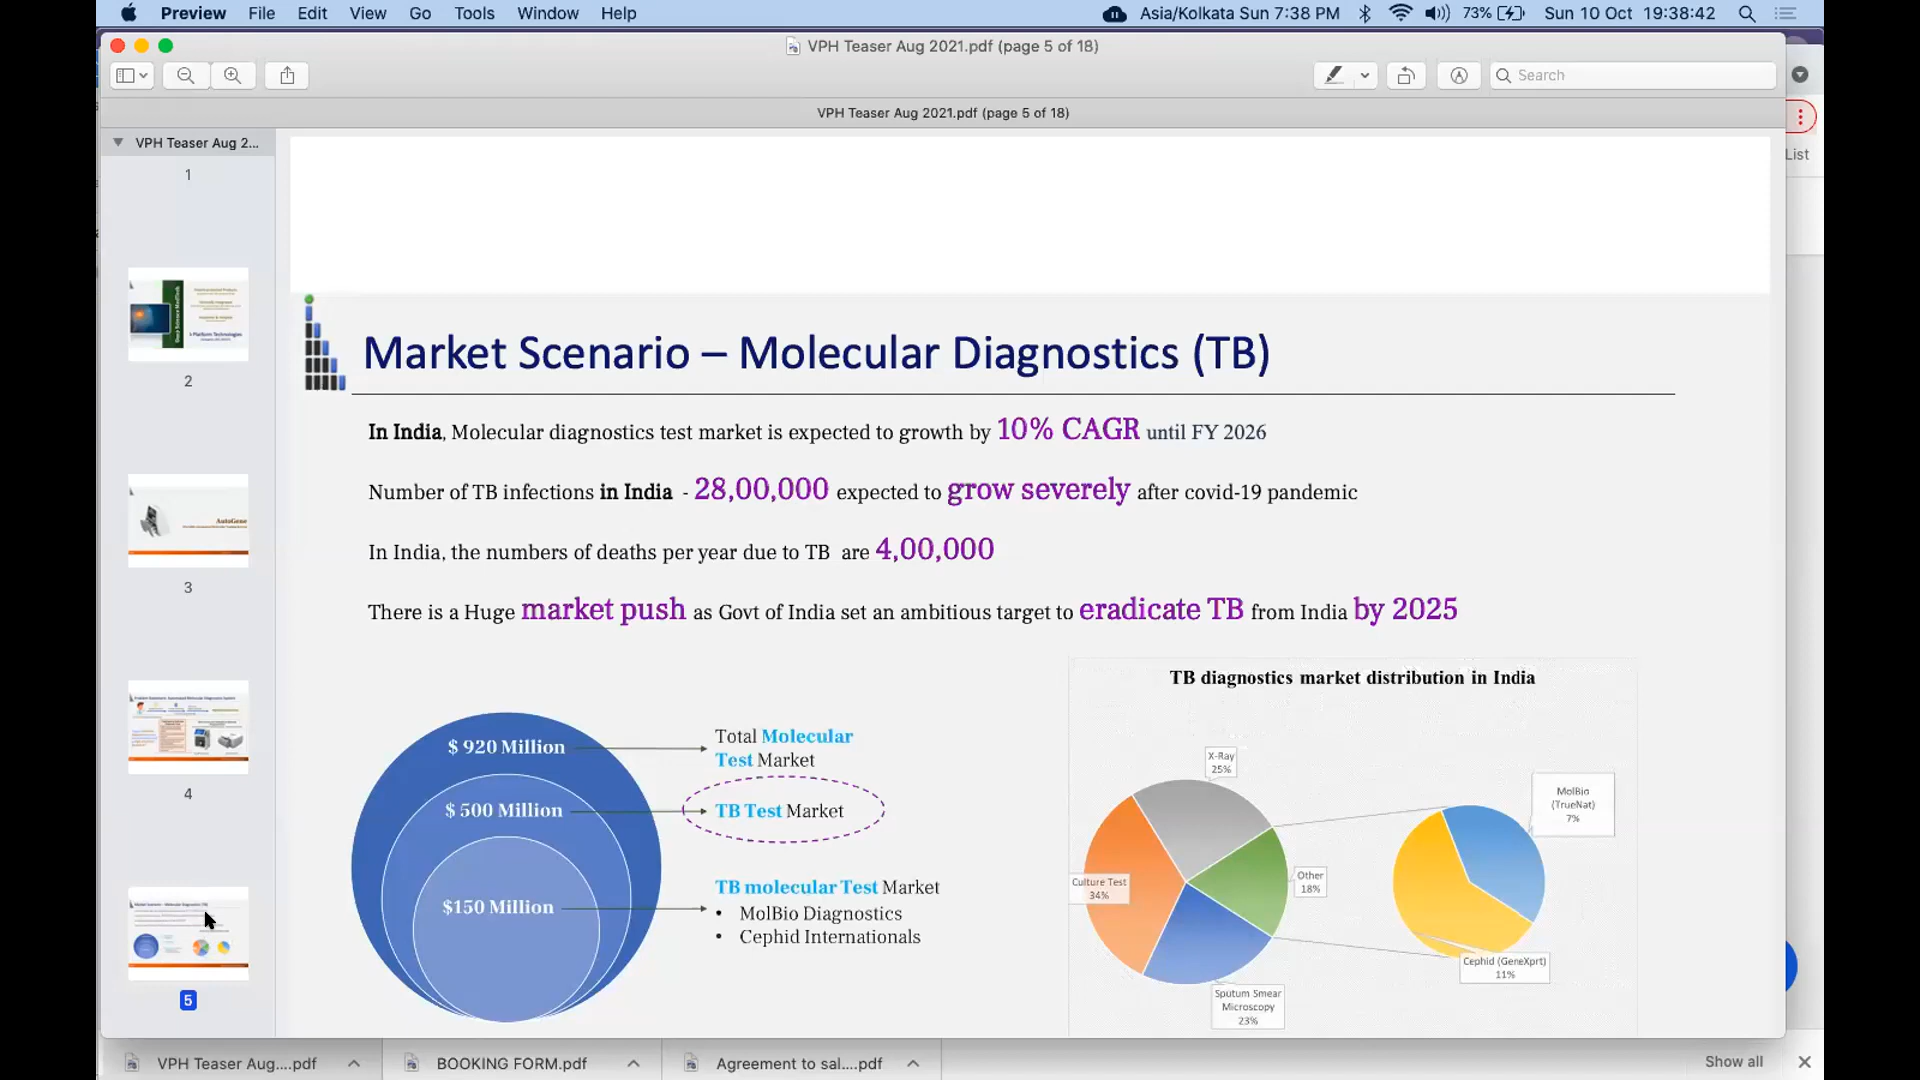 Preview File Edit View Go Tools Window Help
Asia/Kolkata Sun 7:38 PM 73% Sun 10 Oct 19:38:42
VPH Teaser Aug 2021.pdf (page 5 of 18)
Search
VPH Teaser Aug 2021.pdf (page 5 of 18)
VPH Teaser Aug 2...
List
1
2
AutoGene
3
4
5
Market Scenario – Molecular Diagnostics (TB)
In India, Molecular diagnostics test market is expected to growth by 10% CAGR until FY 2026
Number of TB infections in India - 28,00,000 expected to grow severely after covid-19 pandemic
In India, the numbers of deaths per year due to TB are 4,00,000
There is a Huge market push as Govt of India set an ambitious target to eradicate TB from India by 2025
$ 920 Million
Total Molecular
Test Market
$ 500 Million
TB Test Market
$150 Million
TB molecular Test Market
• MolBio Diagnostics
• Cephid Internationals
TB diagnostics market distribution in India
X-Ray
25%
MolBio
(TrueNat)
7%
Culture Test
34%
Other
18%
Cephid (GeneXprt)
11%
Sputum Smear
Microscopy
23%
VPH Teaser Aug....pdf
BOOKING FORM.pdf
Agreement to sal....pdf
Show all